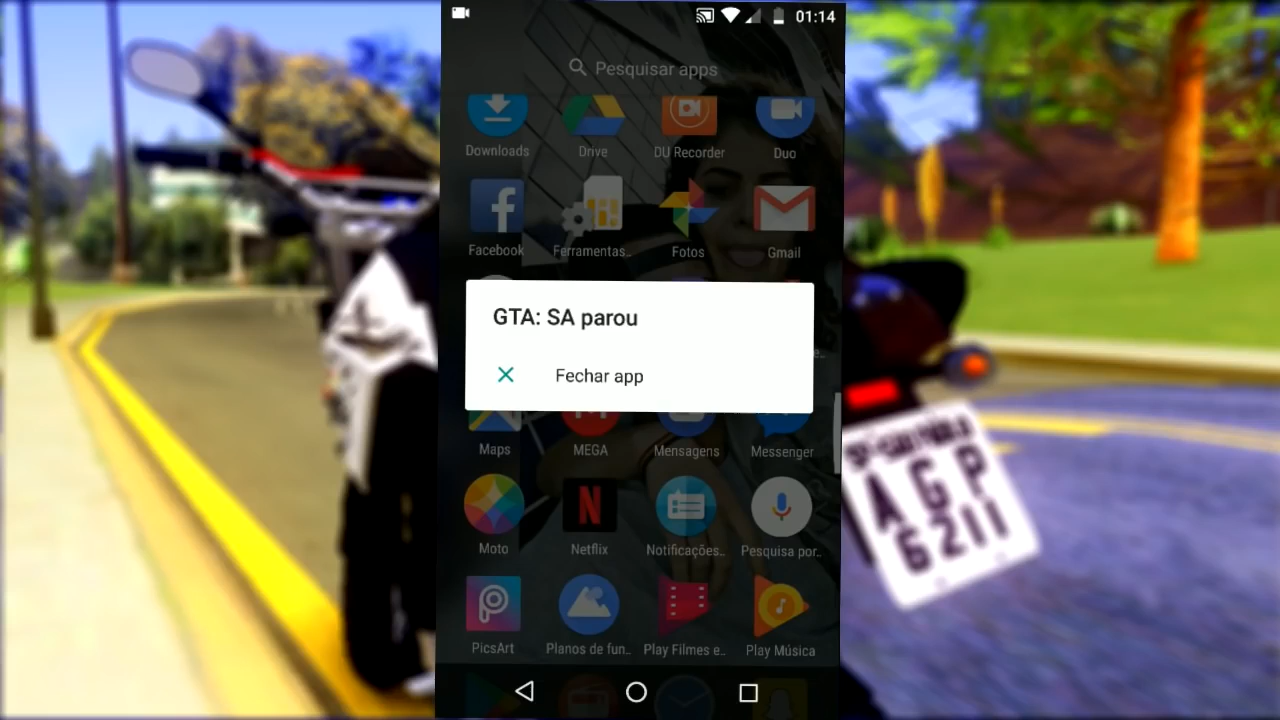 01:14
Pesquisar apps
Downloads Drive DU Recorder Duo
Facebook Ferramentas.. Fotos Gmail
GTA: SA parou
Fechar app
Maps MEGA Mensagens Messenger
Moto Netflix Notificações.. Pesquisa por..
PicsArt Planos de fun.. Play Filmes e.. Play Música
AGP
6211